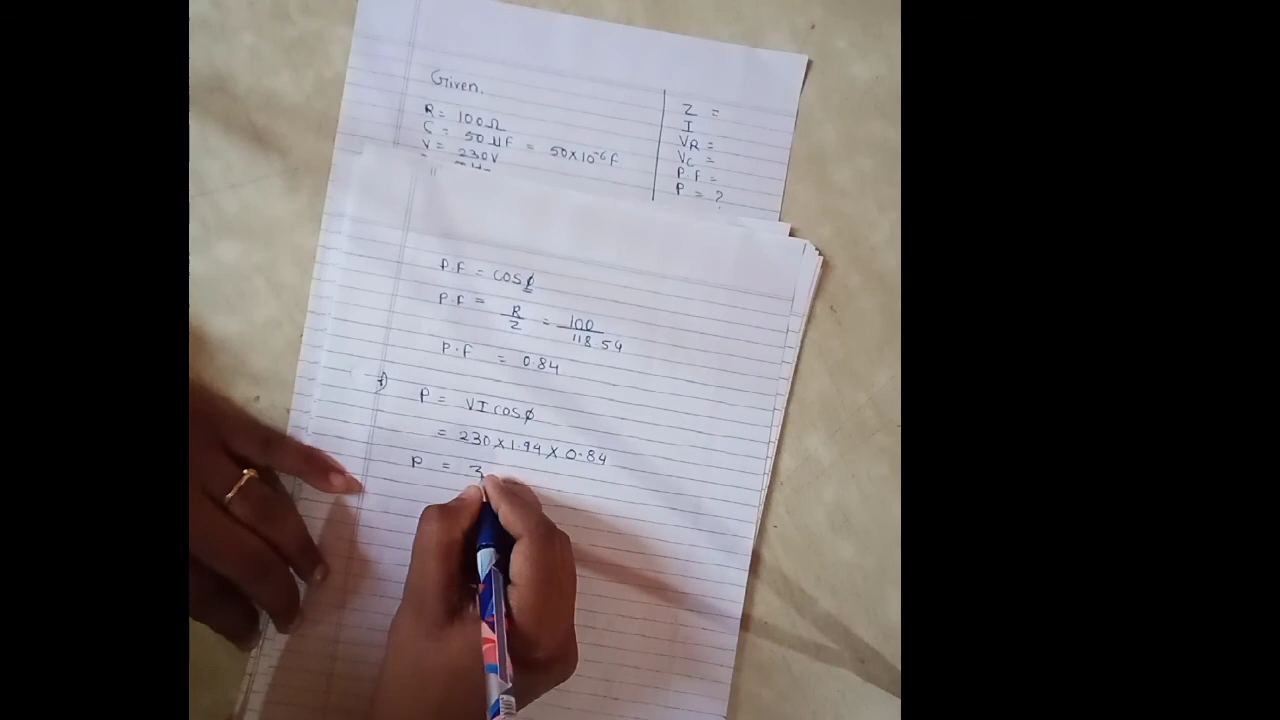 Given.
R = 100Ω
C = 50 μF = 50×10⁻⁶F
V = 230V
Z =
I
VR =
VC =
P.F =
P = ?
P.F = cosϕ
P.F = R/Z = 100/118.54
P.F = 0.84
f)
P = VI cosϕ
= 230 × 1.94 × 0.84
P = 3